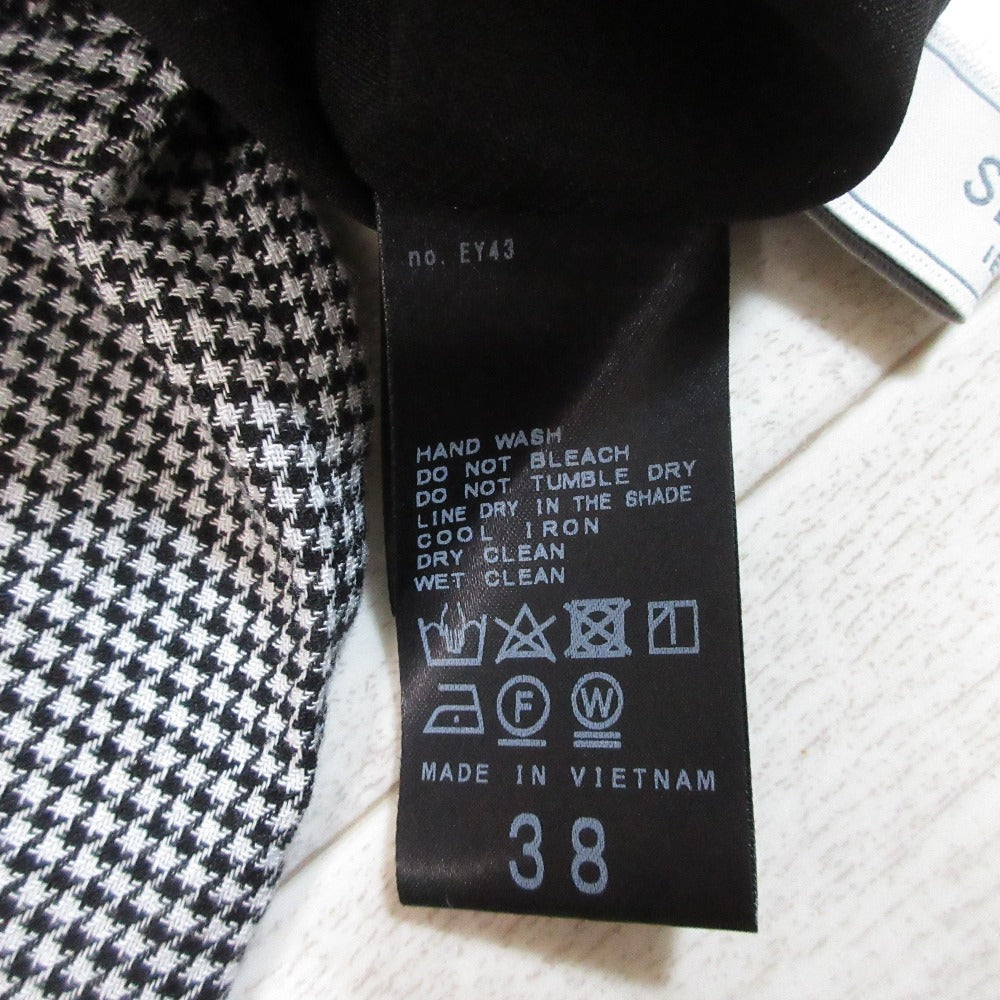 no. EY43
HAND WASH
DO NOT BLEACH
DO NOT TUMBLE DRY
LINE DRY IN THE SHADE
COOL IRON
DRY CLEAN
WET CLEAN
F W
MADE IN VIETNAM
38
S